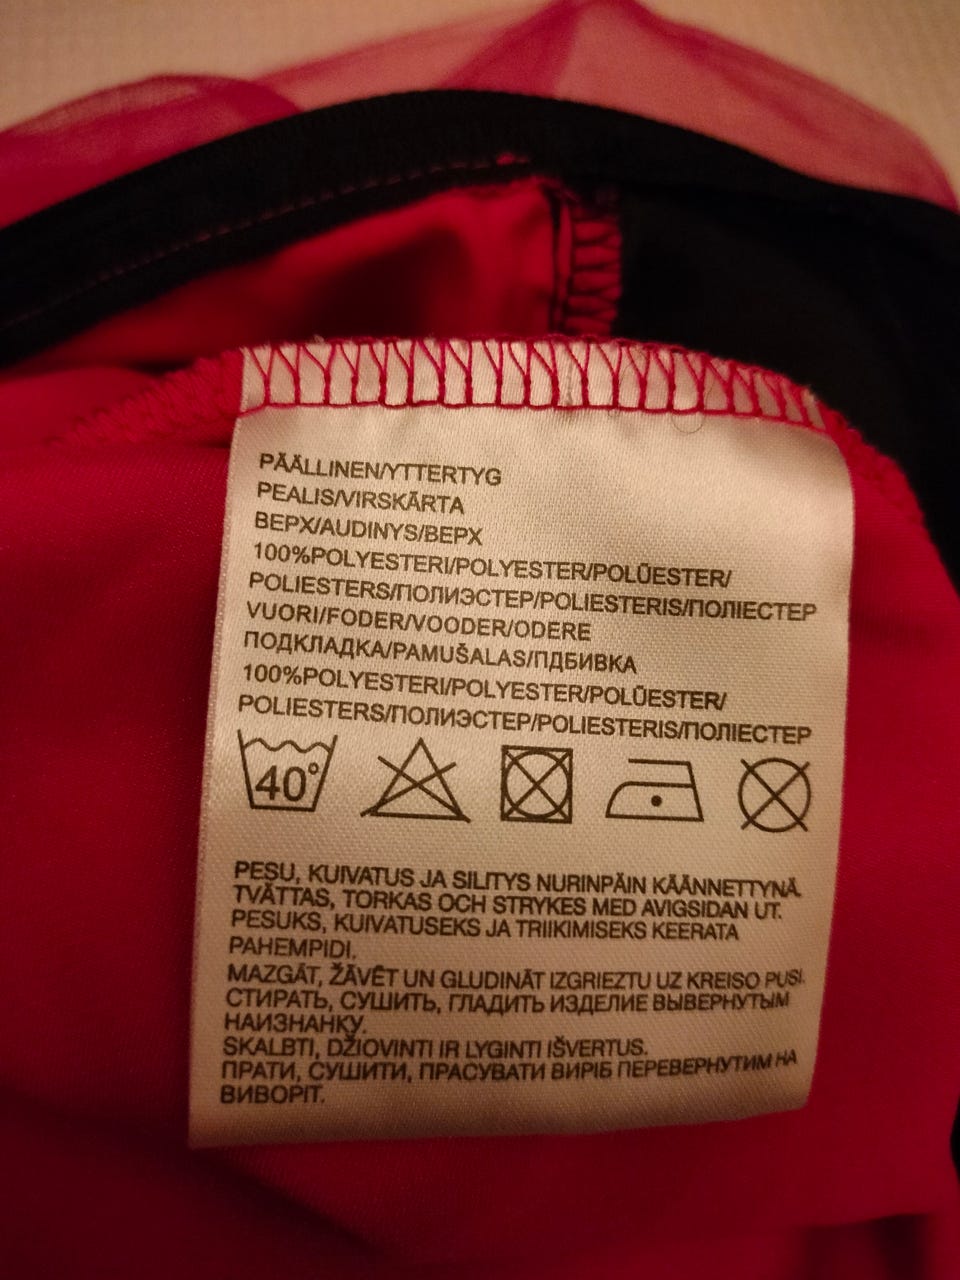 PÄÄLLINEN/YTTERTYG
PEALIS/VIRSKĀRTA
ВЕРХ/AUDINYS/ВЕРХ
100%POLYESTERI/POLYESTER/POLÜESTER/
POLIESTERS/ПОЛИЭСТЕР/POLIESTERIS/ПОЛІЕСТЕР
VUORI/FODER/VOODER/ODERE
ПОДКЛАДКА/PAMUŠALAS/ПДБИВКА
100%POLYESTERI/POLYESTER/POLÜESTER/
POLIESTERS/ПОЛИЭСТЕР/POLIESTERIS/ПОЛІЕСТЕР
40°
PESU, KUIVATUS JA SILITYS NURINPÄIN KÄÄNNETTYNÄ.
TVÄTTAS, TORKAS OCH STRYKES MED AVIGSIDAN UT.
PESUKS, KUIVATUSEKS JA TRIIKIMISEKS KEERATA
PAHEMPIDI.
MAZGĀT, ŽĀVĒT UN GLUDINĀT IZGRIEZTU UZ KREISO PUSI.
СТИРАТЬ, СУШИТЬ, ГЛАДИТЬ ИЗДЕЛИЕ ВЫВЕРНУТЫМ
НАИЗНАНКУ.
SKALBTI, DŽIOVINTI IR LYGINTI IŠVERTUS.
ПРАТИ, СУШИТИ, ПРАСУВАТИ ВИРІБ ПЕРЕВЕРНУТИМ НА
ВИВОРІТ.